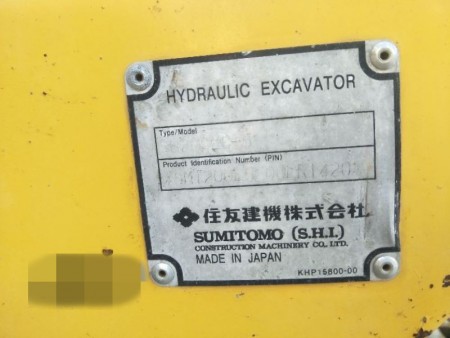 HYDRAULIC EXCAVATOR
Type/Model
Product Identification Number (PIN)
住友建機株式会社
SUMITOMO (S.H.I.)
CONSTRUCTION MACHINERY CO., LTD.
MADE IN JAPAN
KHP15800-00